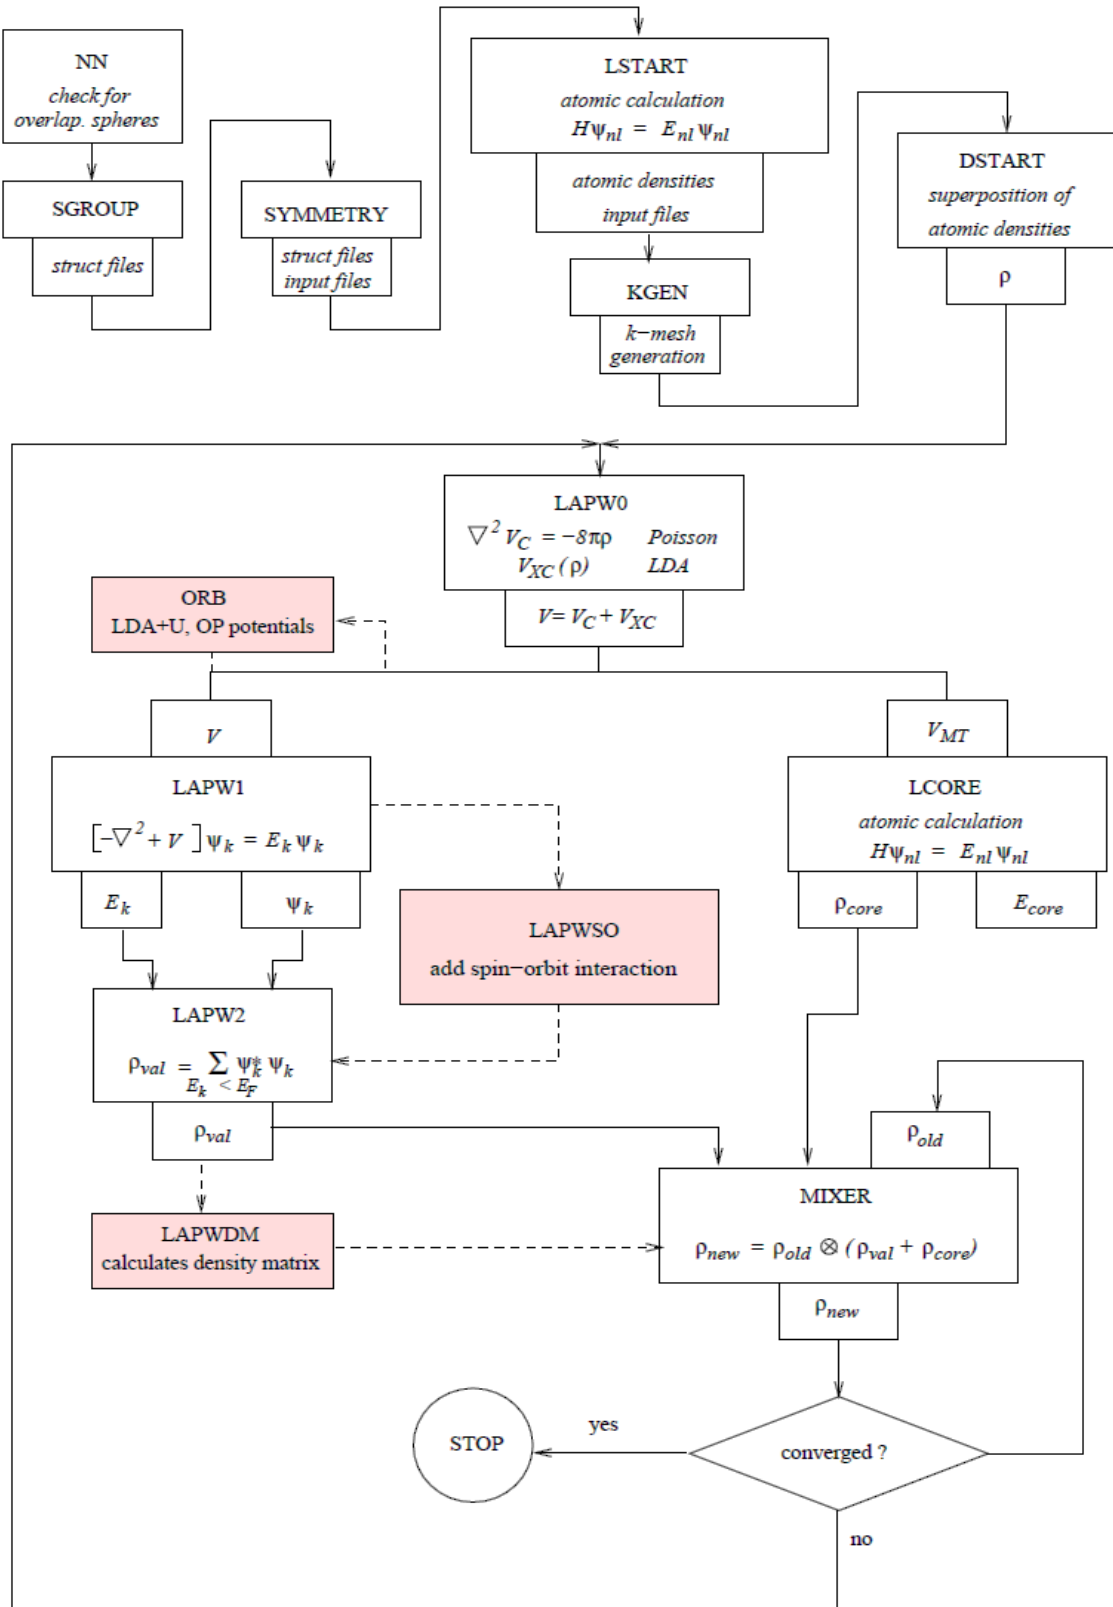 NN
check for
overlap. spheres
SGROUP
struct files
SYMMETRY
struct files
input files
LSTART
atomic calculation
Hψnl = Enl ψnl
atomic densities
input files
KGEN
k−mesh
generation
DSTART
superposition of
atomic densities
ρ
LAPW0
▽² VC = −8πρ Poisson
VXC (ρ) LDA
V= VC + VXC
ORB
LDA+U, OP potentials
V
LAPW1
[−▽² + V ] ψk = Ek ψk
Ek
ψk
VMT
LCORE
atomic calculation
Hψnl = Enl ψnl
ρcore
Ecore
LAPWSO
add spin−orbit interaction
LAPW2
ρval = Σ ψk* ψk
Ek < EF
ρval
LAPWDM
calculates density matrix
ρold
MIXER
ρnew = ρold ⊗ (ρval + ρcore)
ρnew
converged ?
yes
STOP
no